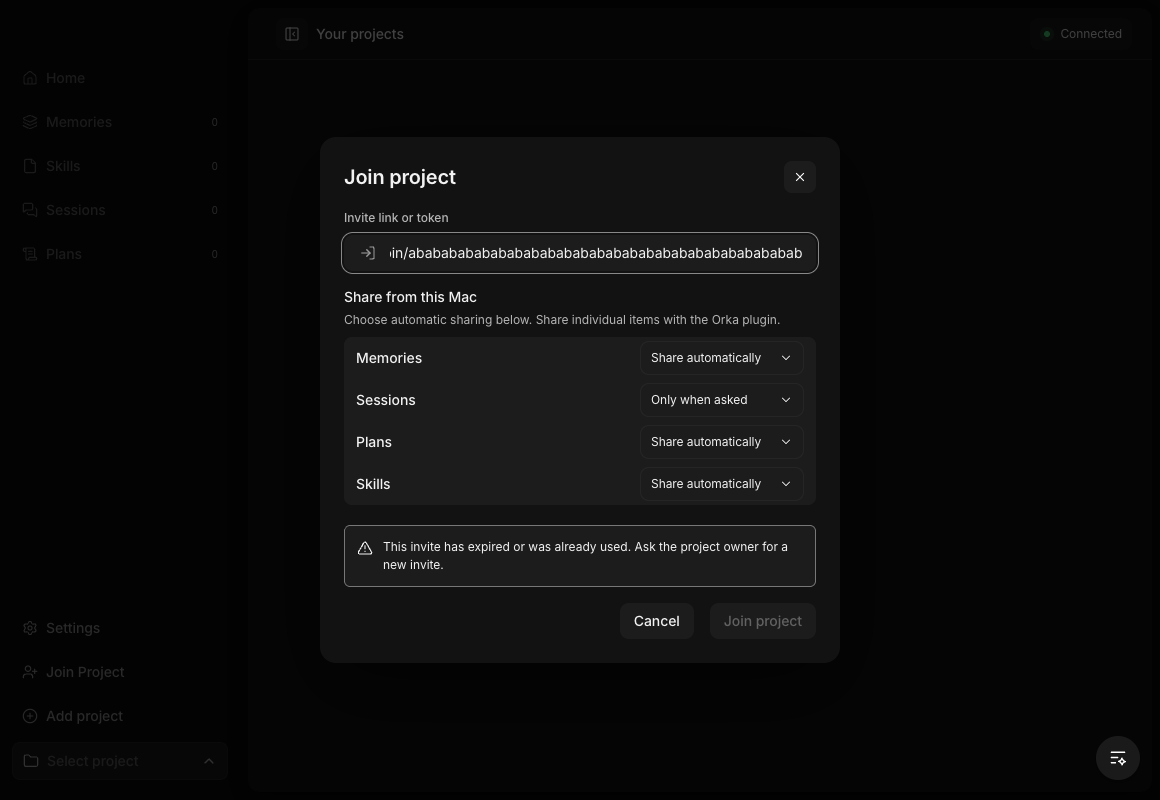 Your projects
Connected
Home
Memories 0
Skills 0
Sessions 0
Plans 0
Join project
Invite link or token
in/abababababababababababababababababababababab
Share from this Mac
Choose automatic sharing below. Share individual items with the Orka plugin.
Memories Share automatically
Sessions Only when asked
Plans Share automatically
Skills Share automatically
This invite has expired or was already used. Ask the project owner for a
new invite.
Cancel Join project
Settings
Join Project
Add project
Select project